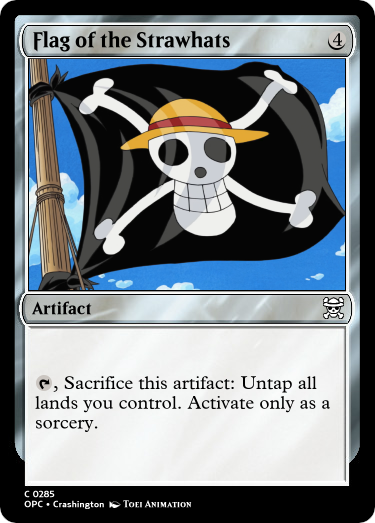 Flag of the Strawhats 4
Artifact
, Sacrifice this artifact: Untap all
lands you control. Activate only as a
sorcery.
C 0285
OPC • Crashington TOEI ANIMATION